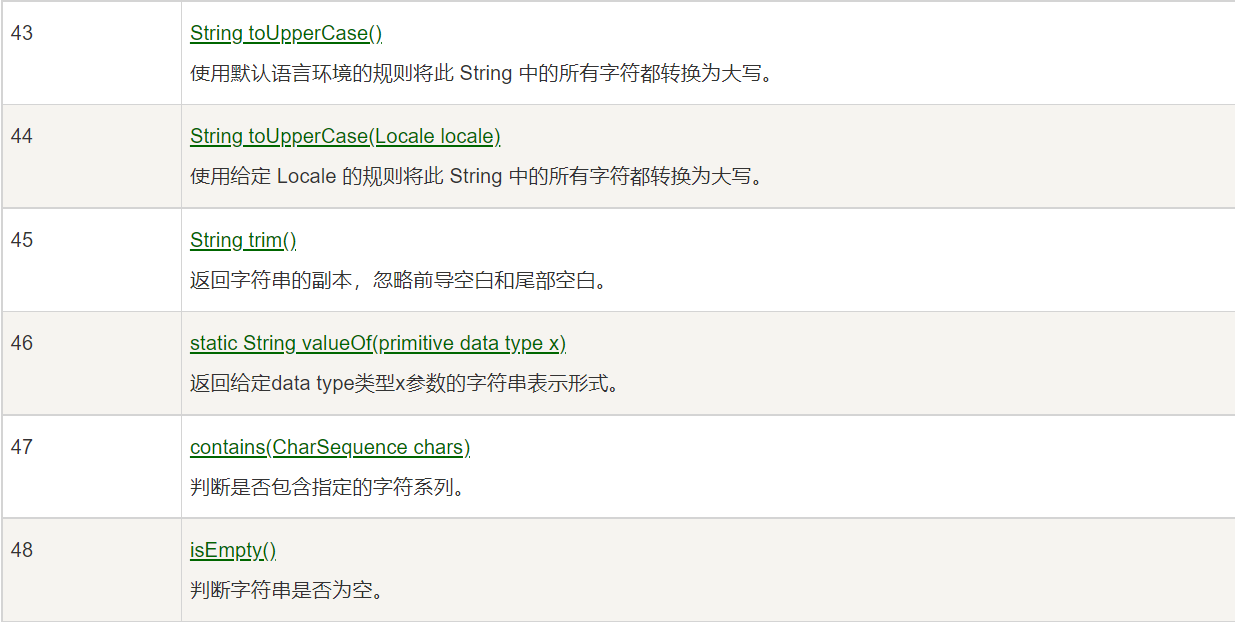 43
String toUpperCase()
使用默认语言环境的规则将此 String 中的所有字符都转换为大写。
44
String toUpperCase(Locale locale)
使用给定 Locale 的规则将此 String 中的所有字符都转换为大写。
45
String trim()
返回字符串的副本，忽略前导空白和尾部空白。
46
static String valueOf(primitive data type x)
返回给定data type类型x参数的字符串表示形式。
47
contains(CharSequence chars)
判断是否包含指定的字符系列。
48
isEmpty()
判断字符串是否为空。